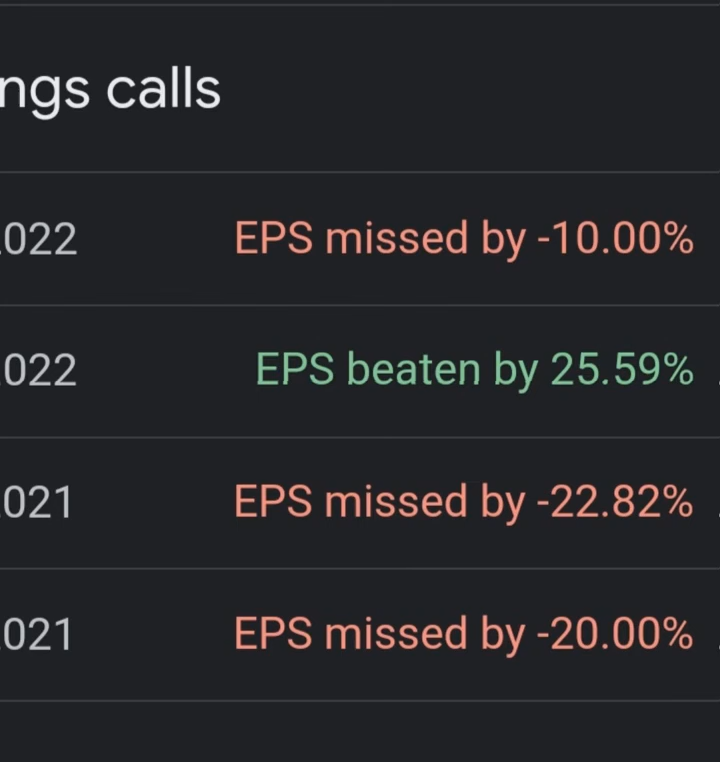 ngs calls
022 EPS missed by -10.00%
022 EPS beaten by 25.59%
021 EPS missed by -22.82%
021 EPS missed by -20.00%